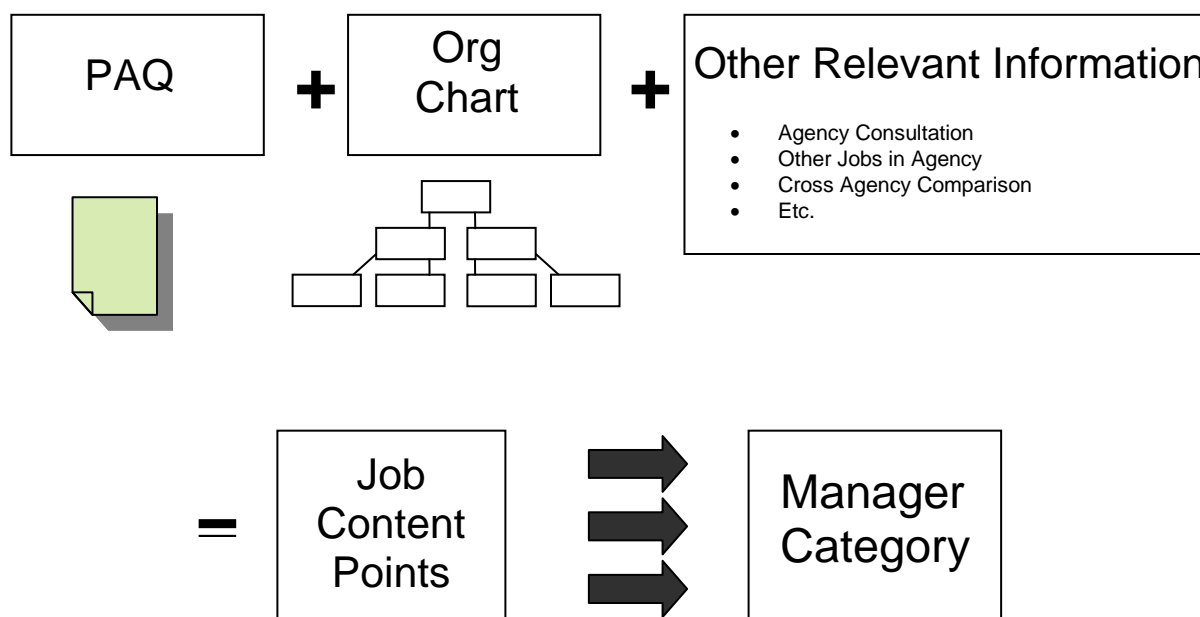 PAQ
+
Org
Chart
+
Other Relevant Information
• Agency Consultation
• Other Jobs in Agency
• Cross Agency Comparison
• Etc.
=
Job
Content
Points
Manager
Category